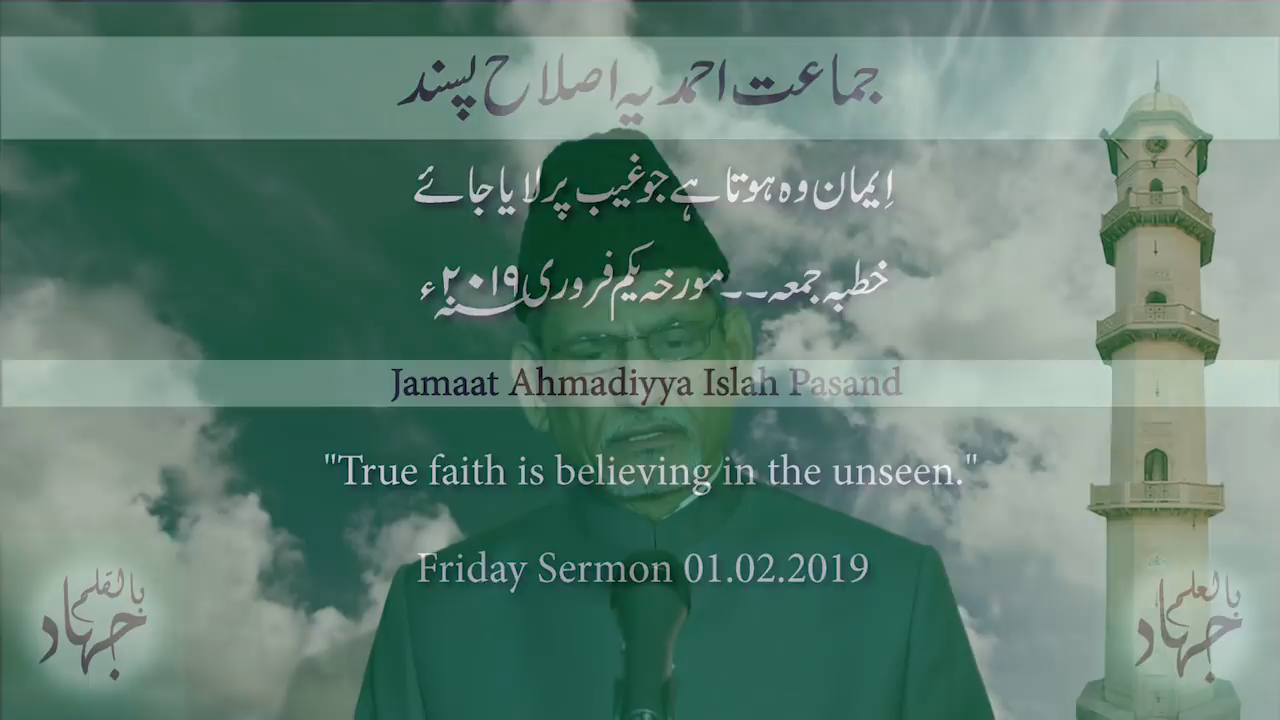 جماعت احمدیہ اصلاح پسند
اِیمان وہ ہوتا ہے جو غیب پر لایا جائے
خطبہ جمعہ ۔۔ مورخہ یکم فروری ۲۰۱۹ء
Jamaat Ahmadiyya Islah Pasand
"True faith is believing in the unseen."
Friday Sermon 01.02.2019
جہاد بالقلم
جہاد بالعلم